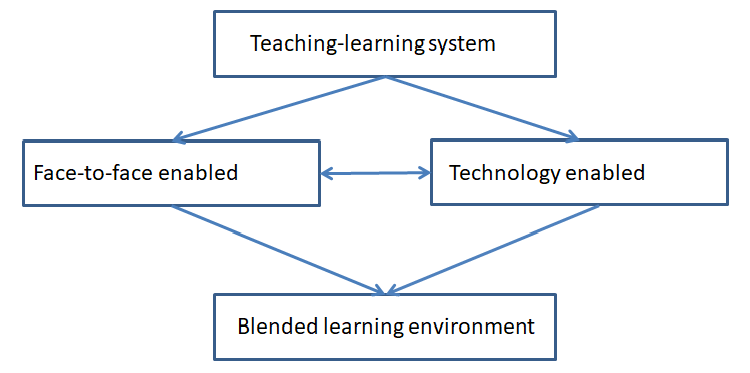 Teaching-learning system
Face-to-face enabled
Technology enabled
Blended learning environment